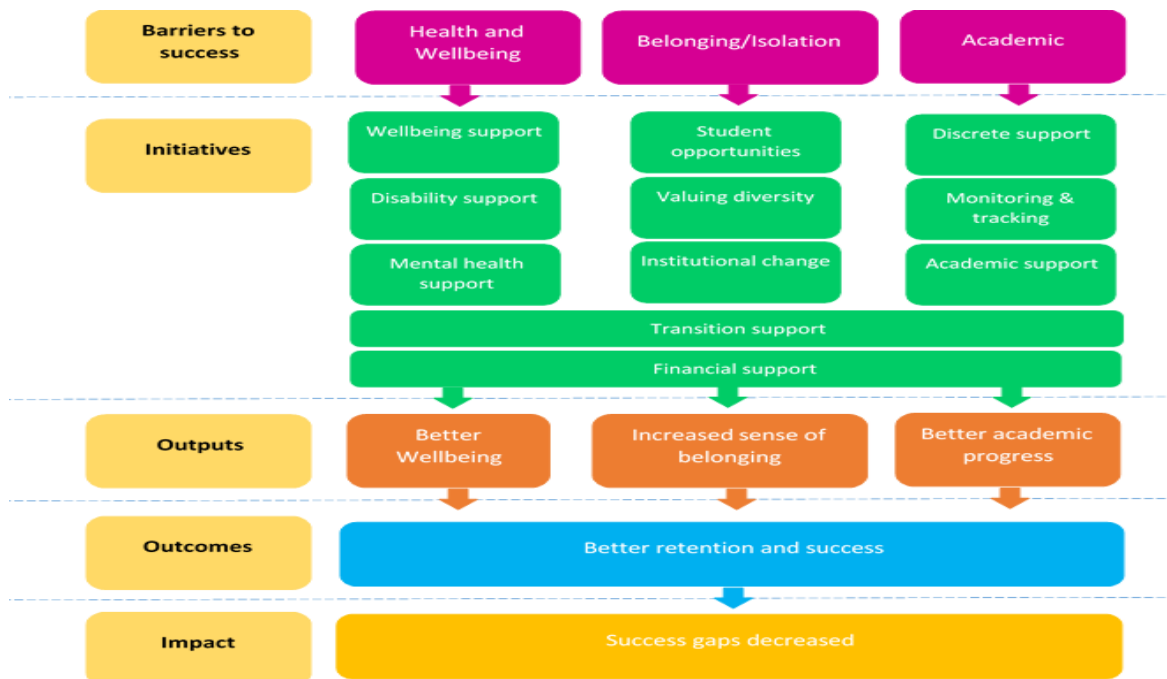 Barriers to
success
Health and
Wellbeing
Belonging/Isolation
Academic
Initiatives
Wellbeing support
Student
opportunities
Discrete support
Disability support
Valuing diversity
Monitoring &
tracking
Mental health
support
Institutional change
Academic support
Transition support
Financial support
Outputs
Better
Wellbeing
Increased sense of
belonging
Better academic
progress
Outcomes
Better retention and success
Impact
Success gaps decreased